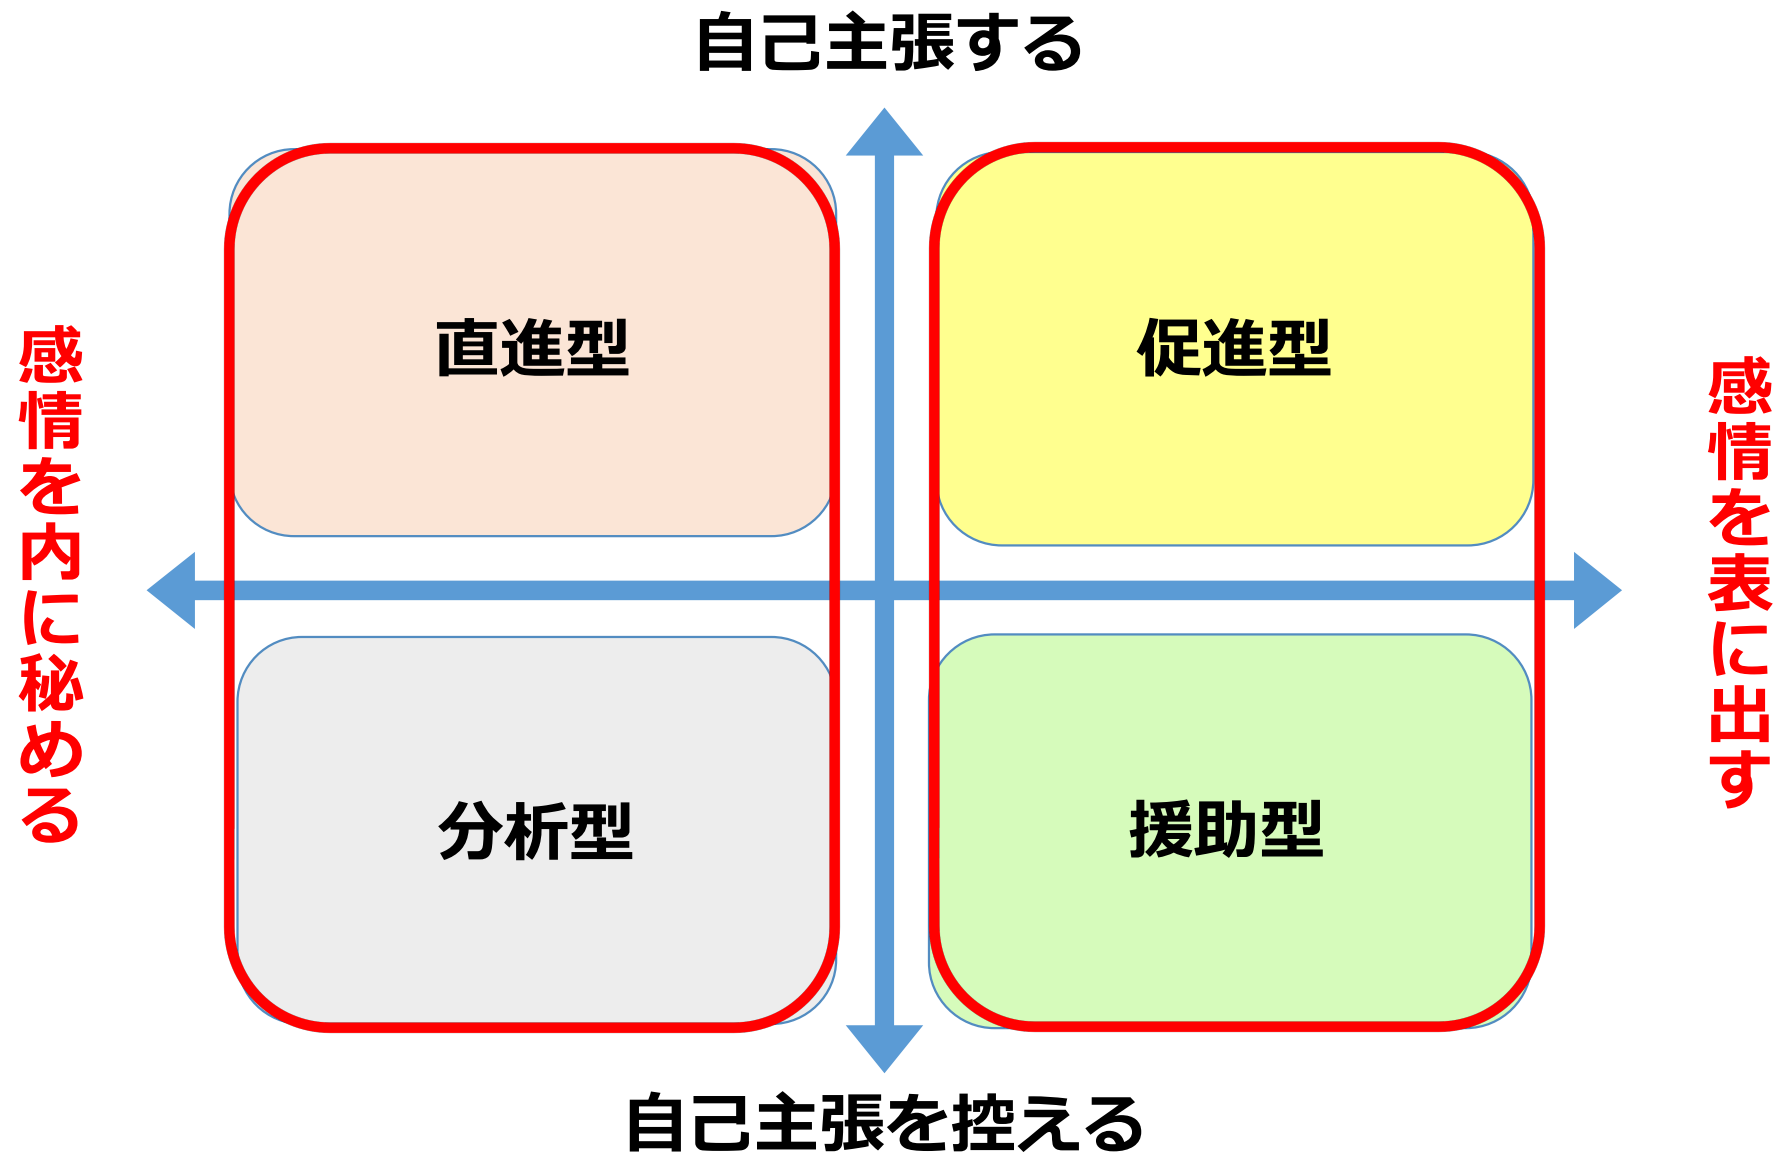 自己主張する
感情を内に秘める
直進型
促進型
感情を表に出す
分析型
援助型
自己主張を控える